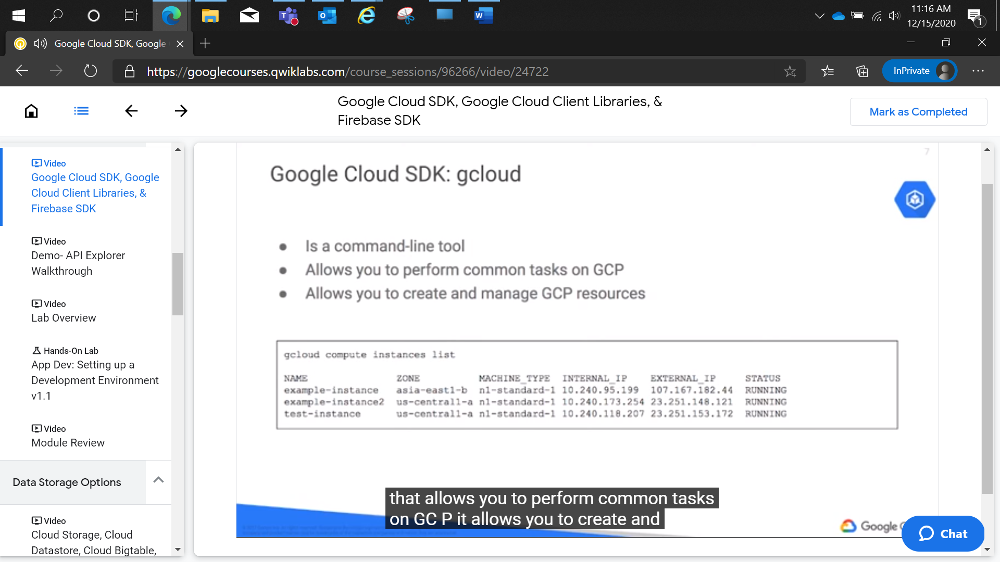 11:16 AM
12/15/2020
1
Google Cloud SDK, Google
https://googlecourses.qwiklabs.com/course_sessions/96266/video/24722
InPrivate
Google Cloud SDK, Google Cloud Client Libraries, &
Firebase SDK
Mark as Completed
Video
Google Cloud SDK, Google
Cloud Client Libraries, &
Firebase SDK
Video
Demo- API Explorer
Walkthrough
Video
Lab Overview
Hands-On Lab
App Dev: Setting up a
Development Environment
v1.1
Video
Module Review
Data Storage Options
Video
Cloud Storage, Cloud
Datastore, Cloud Bigtable,
7
Google Cloud SDK: gcloud
● Is a command-line tool
● Allows you to perform common tasks on GCP
● Allows you to create and manage GCP resources
gcloud compute instances list
NAME ZONE MACHINE_TYPE INTERNAL_IP EXTERNAL_IP STATUS
example-instance asia-east1-b n1-standard-1 10.240.95.199 107.167.182.44 RUNNING
example-instance2 us-central1-a n1-standard-1 10.240.173.254 23.251.148.121 RUNNING
test-instance us-central1-a n1-standard-1 10.240.118.207 23.251.153.172 RUNNING
that allows you to perform common tasks
on GC P it allows you to create and
Google
Chat